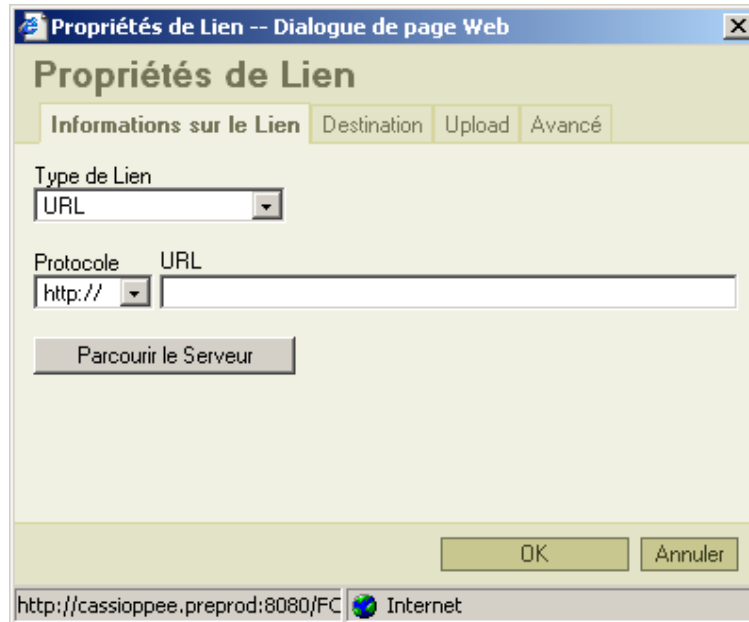 Propriétés de Lien -- Dialogue de page Web
Propriétés de Lien
Informations sur le Lien Destination Upload Avancé
Type de Lien
URL
Protocole URL
http://
Parcourir le Serveur
OK Annuler
http://cassioppee.preprod:8080/FC Internet